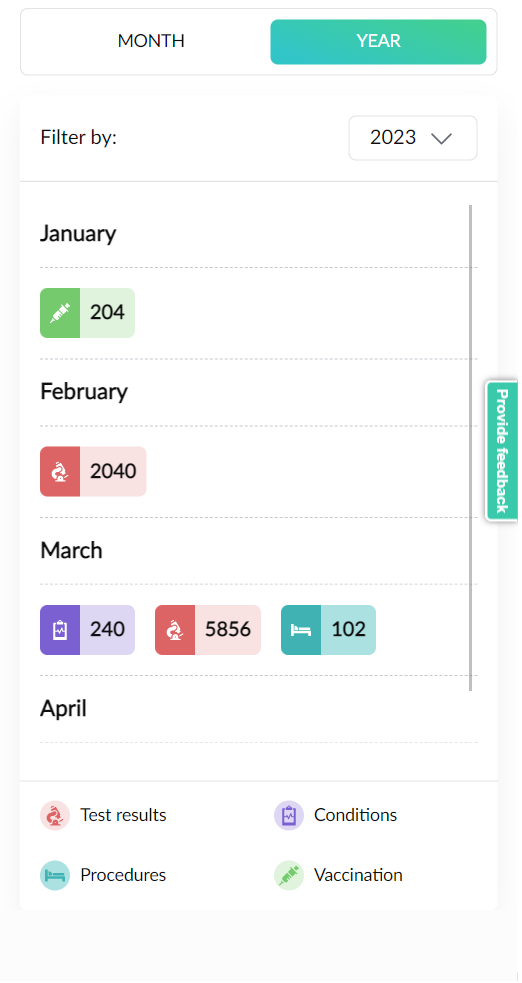 MONTH YEAR
Filter by: 2023
January
204
February
2040
March
240 5856 102
April
Test results Conditions
Procedures Vaccination
Provide feedback